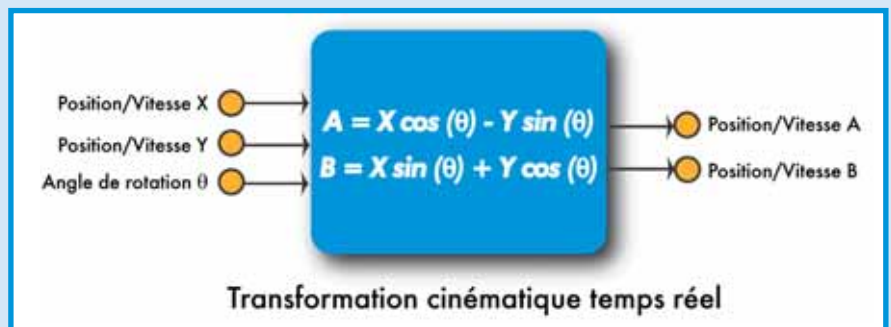 Position/Vitesse X
Position/Vitesse Y
Angle de rotation θ
A = X cos (θ) - Y sin (θ)
B = X sin (θ) + Y cos (θ)
Position/Vitesse A
Position/Vitesse B
Transformation cinématique temps réel